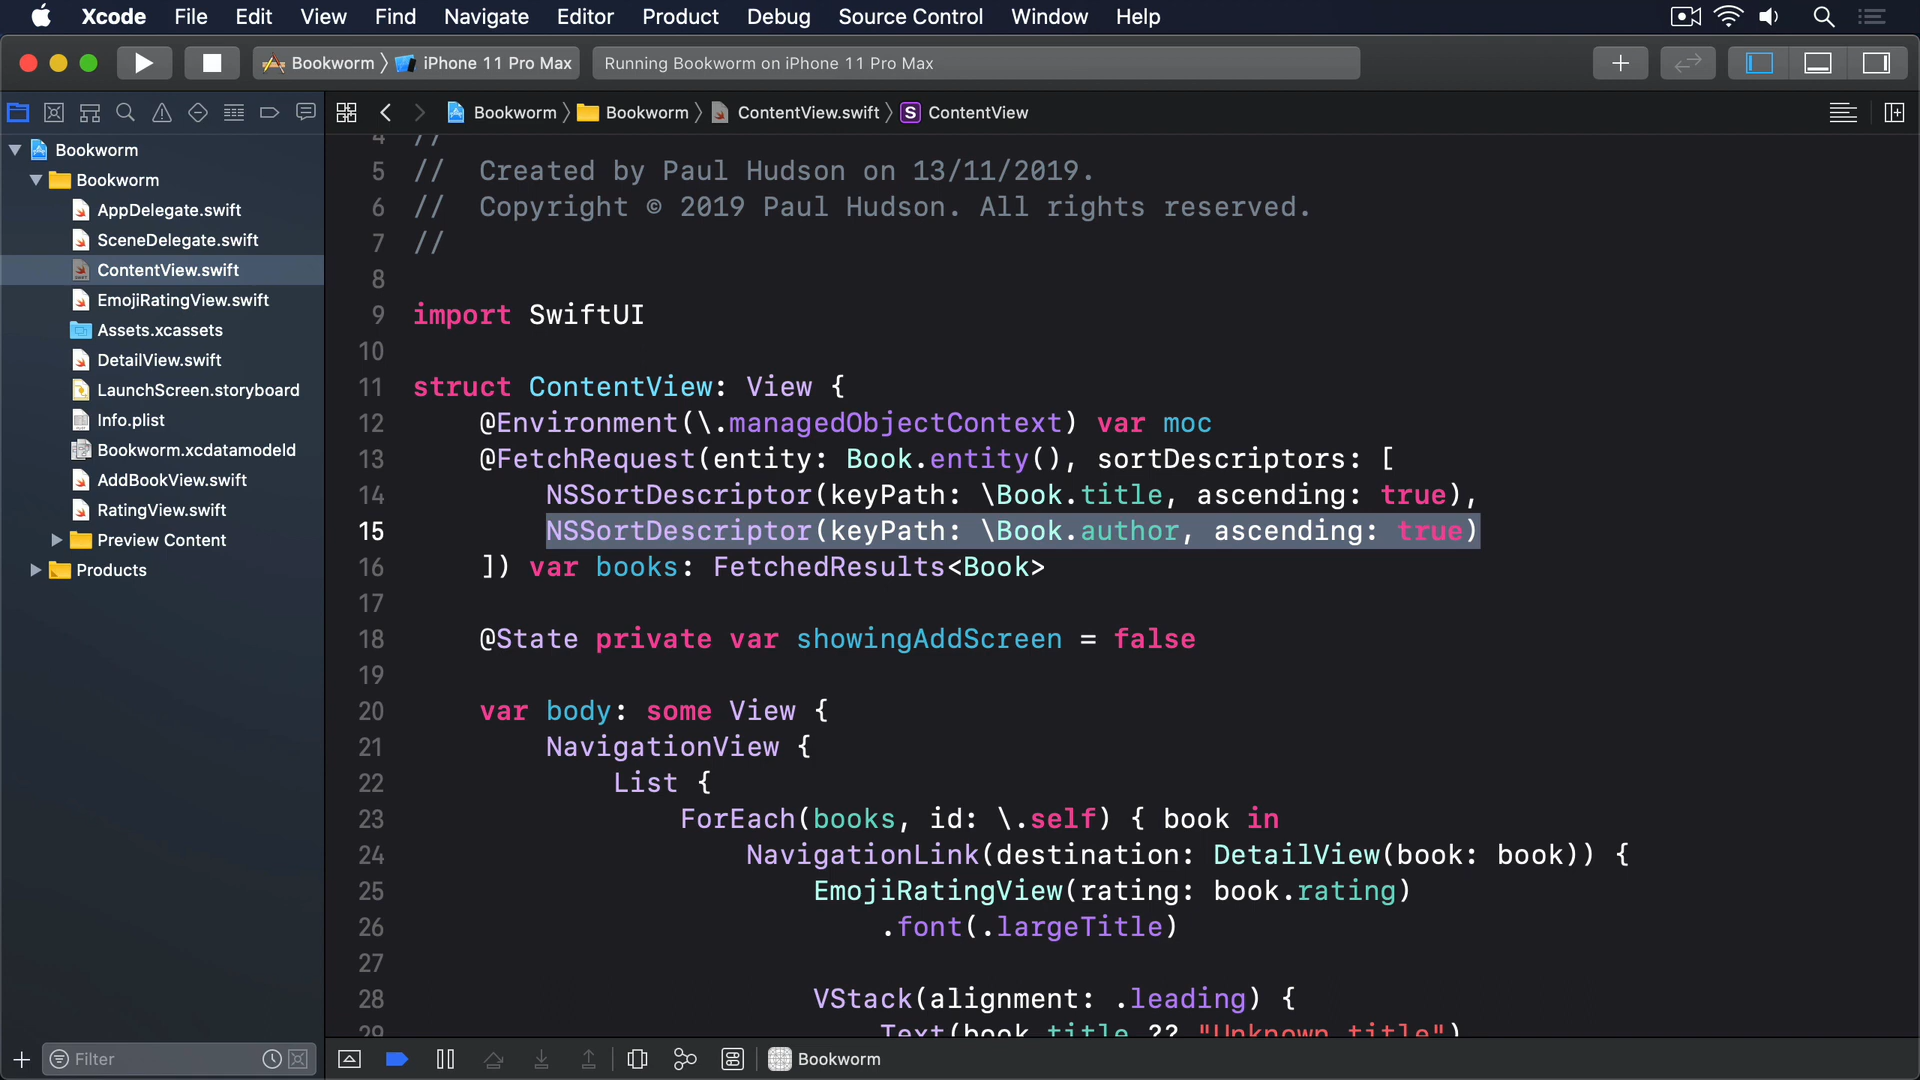 Xcode File Edit View Find Navigate Editor Product Debug Source Control Window Help
Bookworm iPhone 11 Pro Max Running Bookworm on iPhone 11 Pro Max
Bookworm Bookworm ContentView.swift S ContentView
Bookworm
Bookworm
AppDelegate.swift
SceneDelegate.swift
ContentView.swift
EmojiRatingView.swift
Assets.xcassets
DetailView.swift
LaunchScreen.storyboard
Info.plist
Bookworm.xcdatamodeld
AddBookView.swift
RatingView.swift
Preview Content
Products
4 //
5 // Created by Paul Hudson on 13/11/2019.
6 // Copyright © 2019 Paul Hudson. All rights reserved.
7 //
8
9 import SwiftUI
10
11 struct ContentView: View {
12 @Environment(\.managedObjectContext) var moc
13 @FetchRequest(entity: Book.entity(), sortDescriptors: [
14 NSSortDescriptor(keyPath: \Book.title, ascending: true),
15 NSSortDescriptor(keyPath: \Book.author, ascending: true)
16 ]) var books: FetchedResults<Book>
17
18 @State private var showingAddScreen = false
19
20 var body: some View {
21 NavigationView {
22 List {
23 ForEach(books, id: \.self) { book in
24 NavigationLink(destination: DetailView(book: book)) {
25 EmojiRatingView(rating: book.rating)
26 .font(.largeTitle)
27
28 VStack(alignment: .leading) {
29 Text(book.title ?? "Unknown title")
Filter
Bookworm